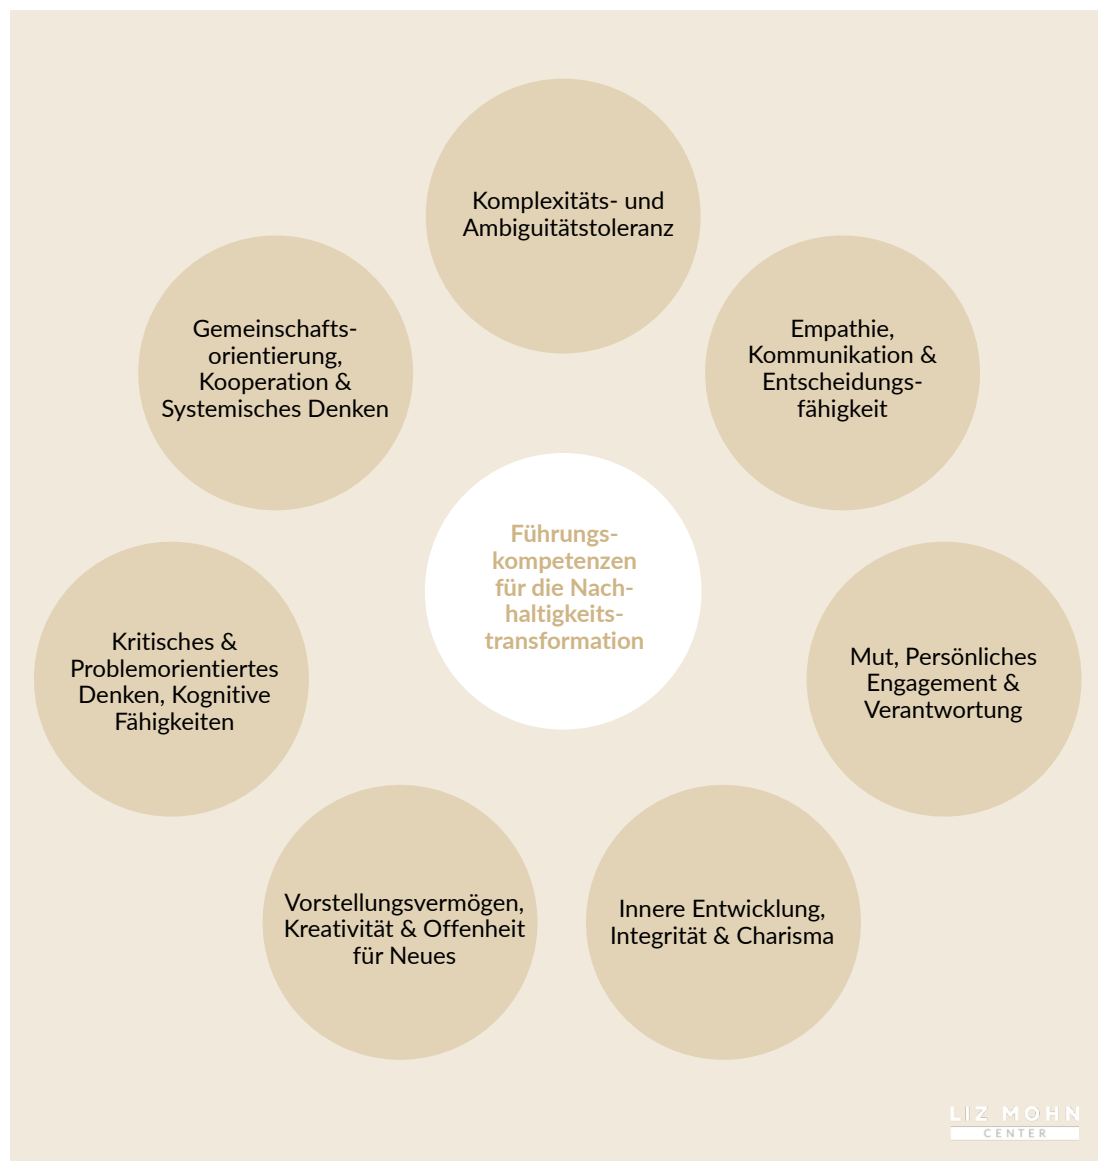 Komplexitäts- und
Ambiguitätstoleranz
Gemeinschafts-
orientierung,
Kooperation &
Systemisches Denken
Empathie,
Kommunikation &
Entscheidungs-
fähigkeit
Führungs-
kompetenzen
für die Nach-
haltigkeits-
transformation
Kritisches &
Problemorientiertes
Denken, Kognitive
Fähigkeiten
Mut, Persönliches
Engagement &
Verantwortung
Vorstellungsvermögen,
Kreativität & Offenheit
für Neues
Innere Entwicklung,
Integrität & Charisma
LIZ MOHN
CENTER